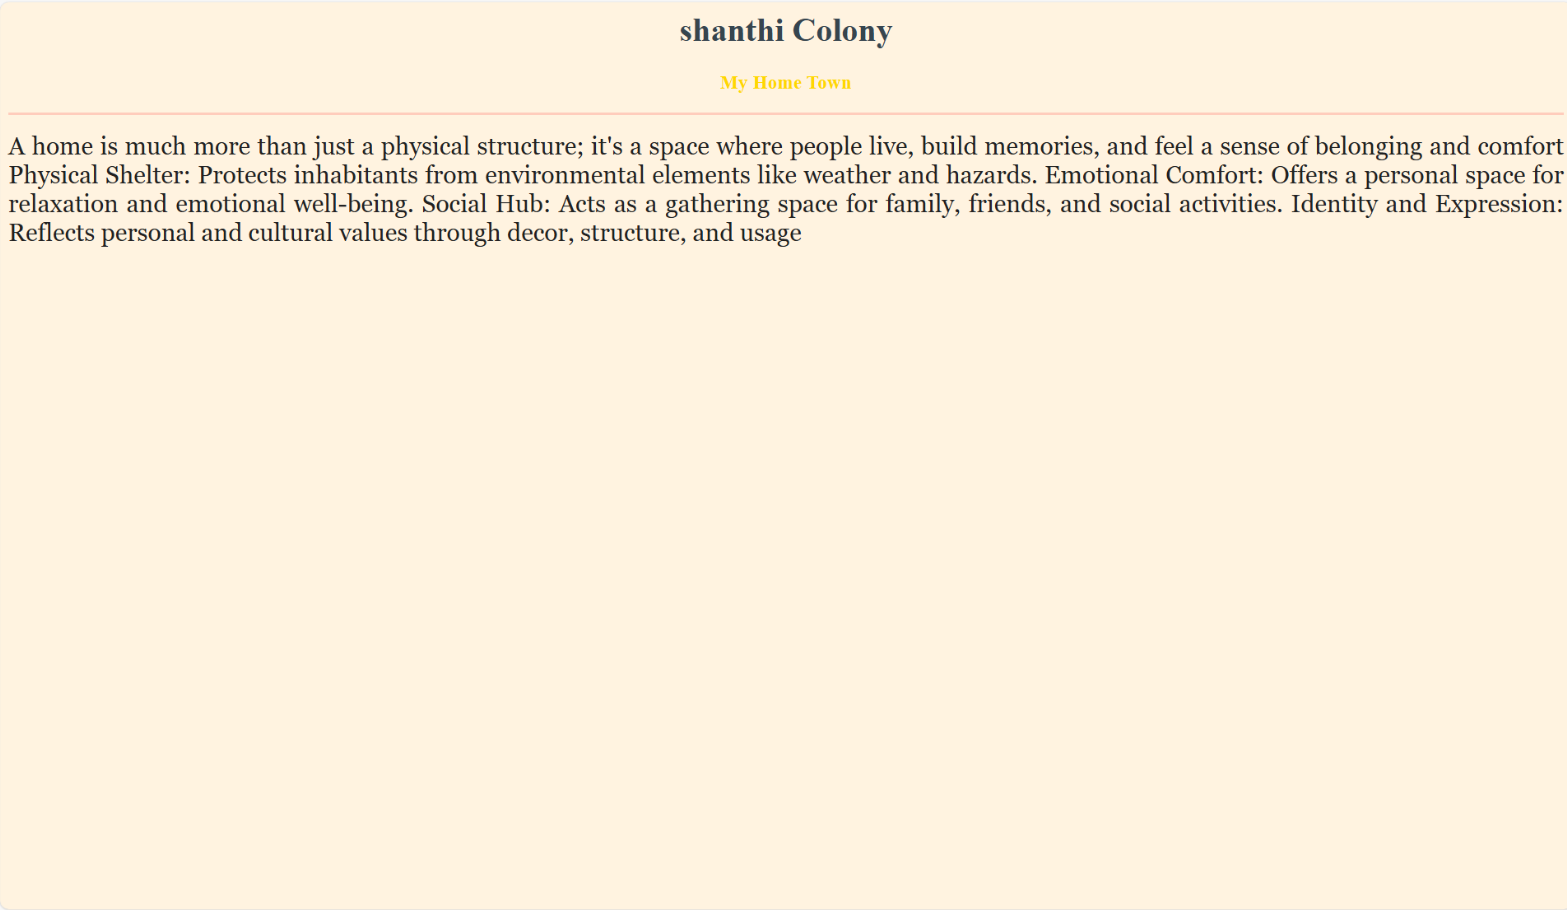 shanthi Colony
My Home Town
A home is much more than just a physical structure; it's a space where people live, build memories, and feel a sense of belonging and comfort
Physical Shelter: Protects inhabitants from environmental elements like weather and hazards. Emotional Comfort: Offers a personal space for
relaxation and emotional well-being. Social Hub: Acts as a gathering space for family, friends, and social activities. Identity and Expression:
Reflects personal and cultural values through decor, structure, and usage